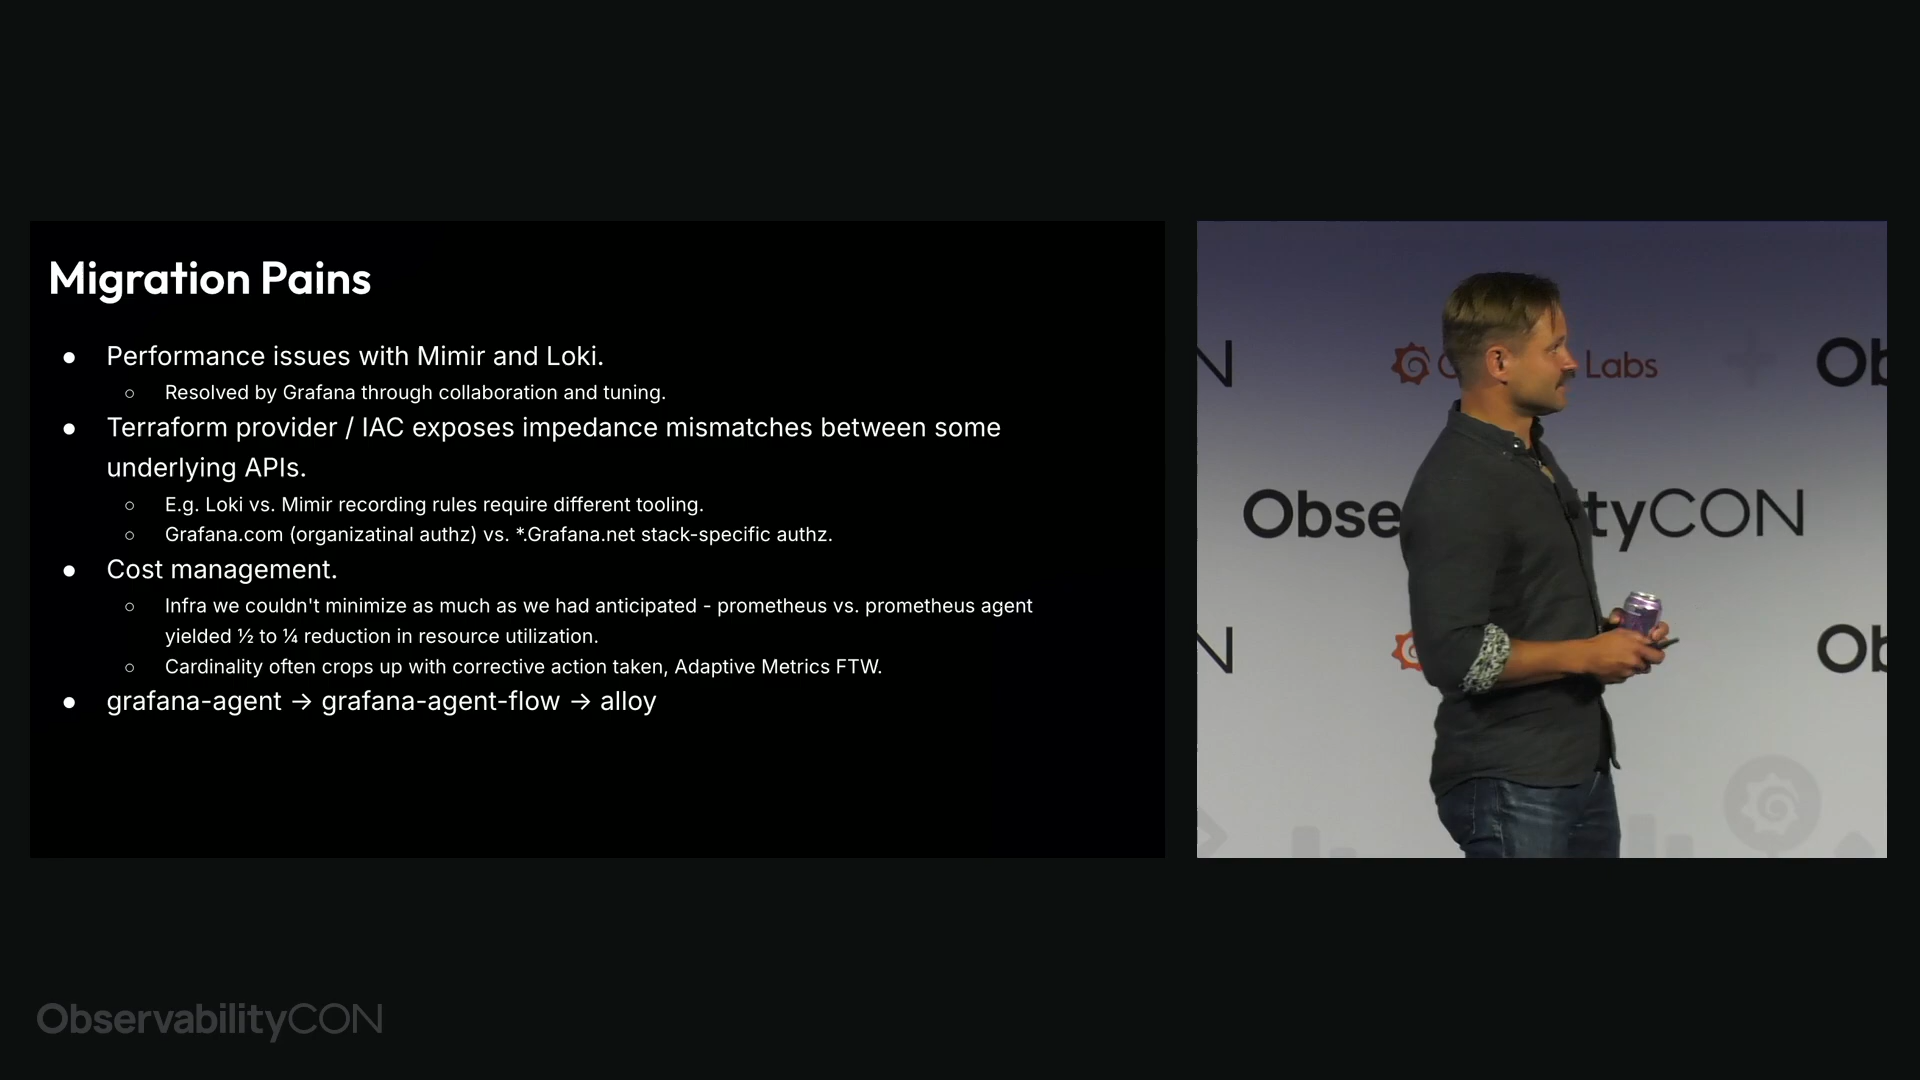 Migration Pains
● Performance issues with Mimir and Loki.
○ Resolved by Grafana through collaboration and tuning.
● Terraform provider / IAC exposes impedance mismatches between some
underlying APIs.
○ E.g. Loki vs. Mimir recording rules require different tooling.
○ Grafana.com (organizatinal authz) vs. *.Grafana.net stack-specific authz.
● Cost management.
○ Infra we couldn't minimize as much as we had anticipated - prometheus vs. prometheus agent
yielded ½ to ¼ reduction in resource utilization.
○ Cardinality often crops up with corrective action taken, Adaptive Metrics FTW.
● grafana-agent → grafana-agent-flow → alloy
N
Labs
Ob
Obse
tyCON
N
Ob
ObservabilityCON